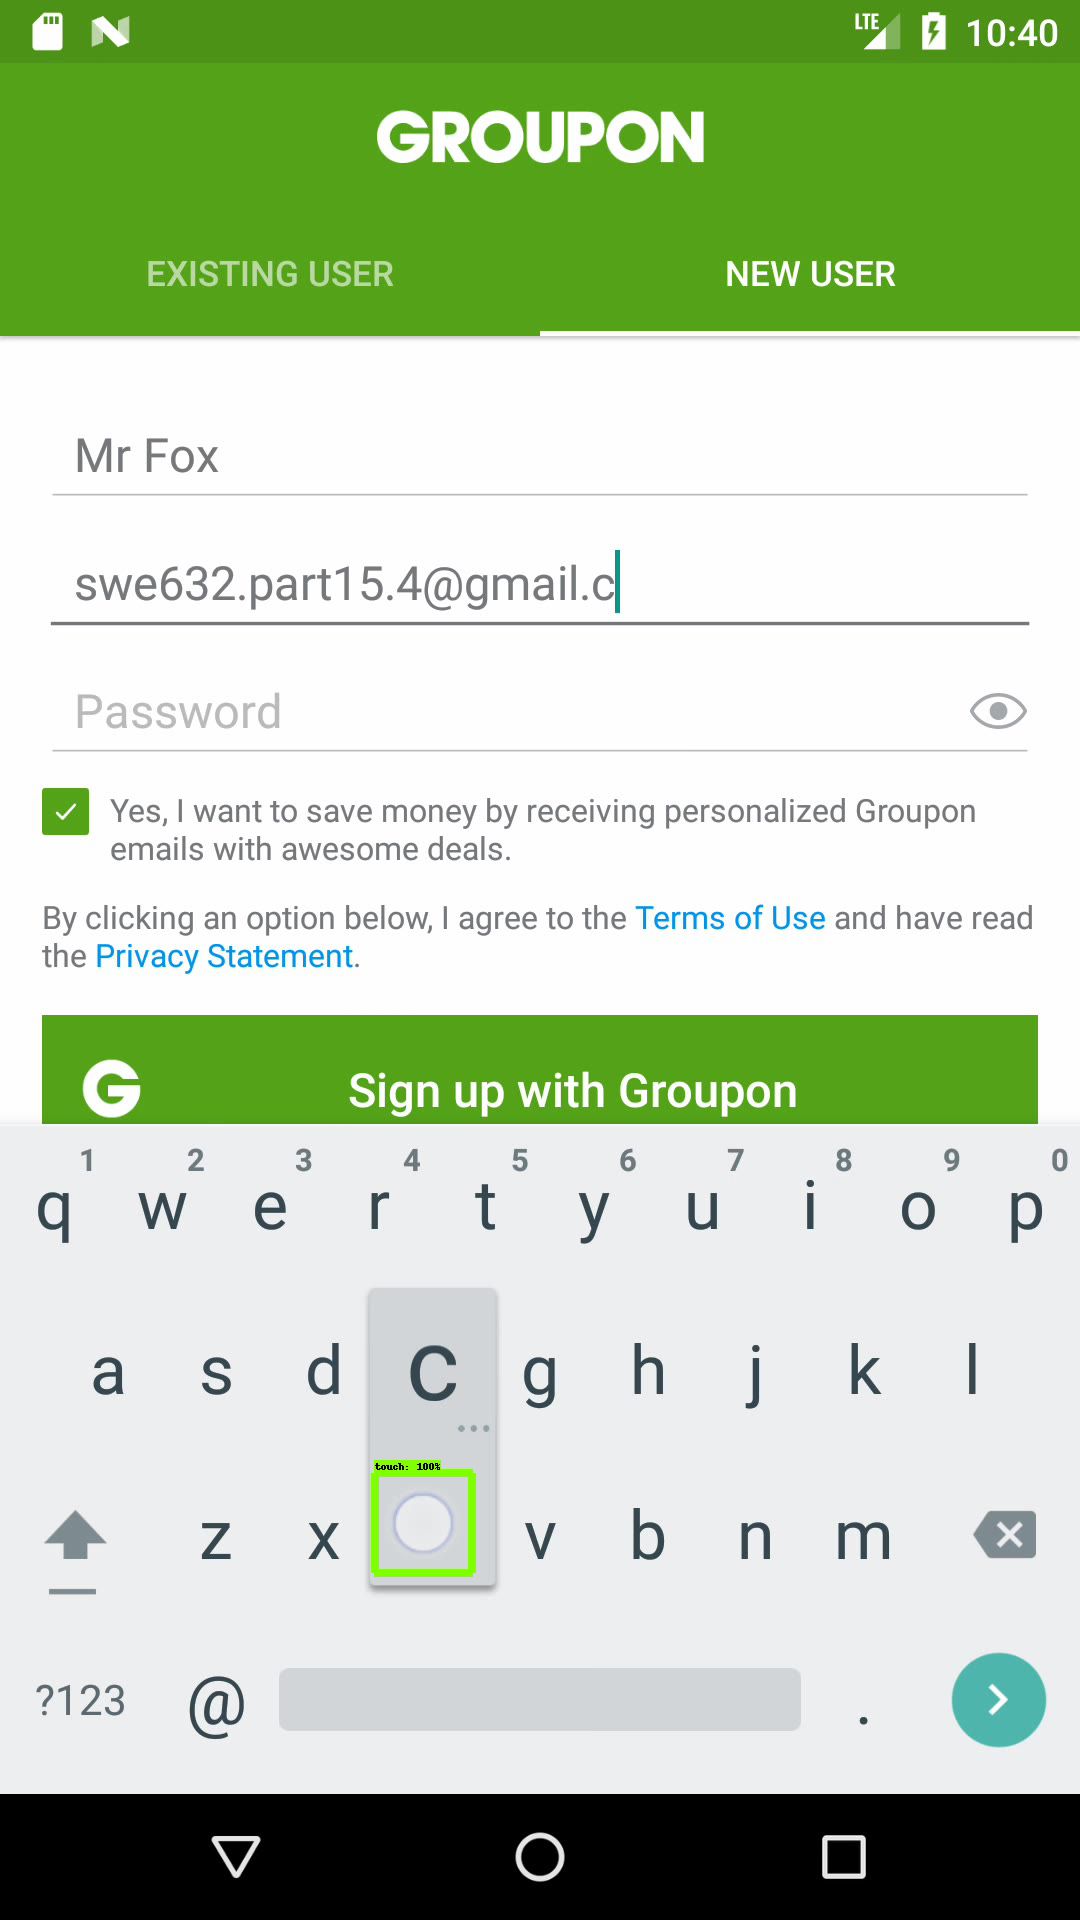 LTE 10:40
GROUPON
EXISTING USER NEW USER
Mr Fox
swe632.part15.4@gmail.c
Password
Yes, I want to save money by receiving personalized Groupon
emails with awesome deals.
By clicking an option below, I agree to the Terms of Use and have read
the Privacy Statement.
G Sign up with Groupon
1 2 3 4 5 6 7 8 9 0
q w e r t y u i o p
a s d c g h j k l
touch: 100%
z x v b n m
?123 @ .